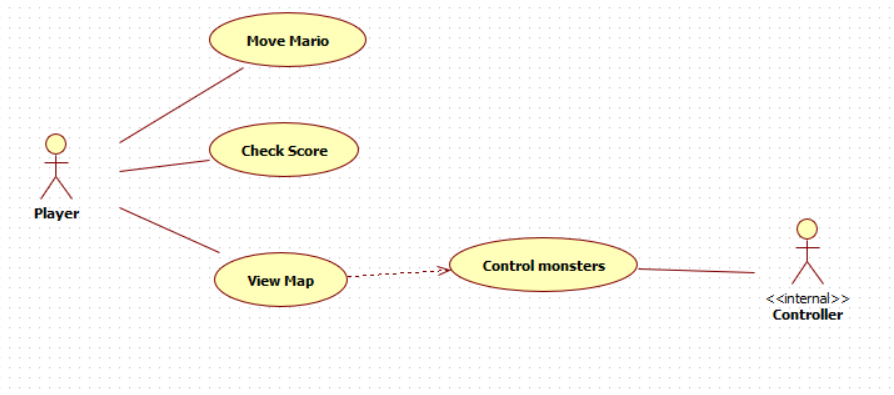 Move Mario
Check Score
Player
View Map
Control monsters
<<internal>>
Controller